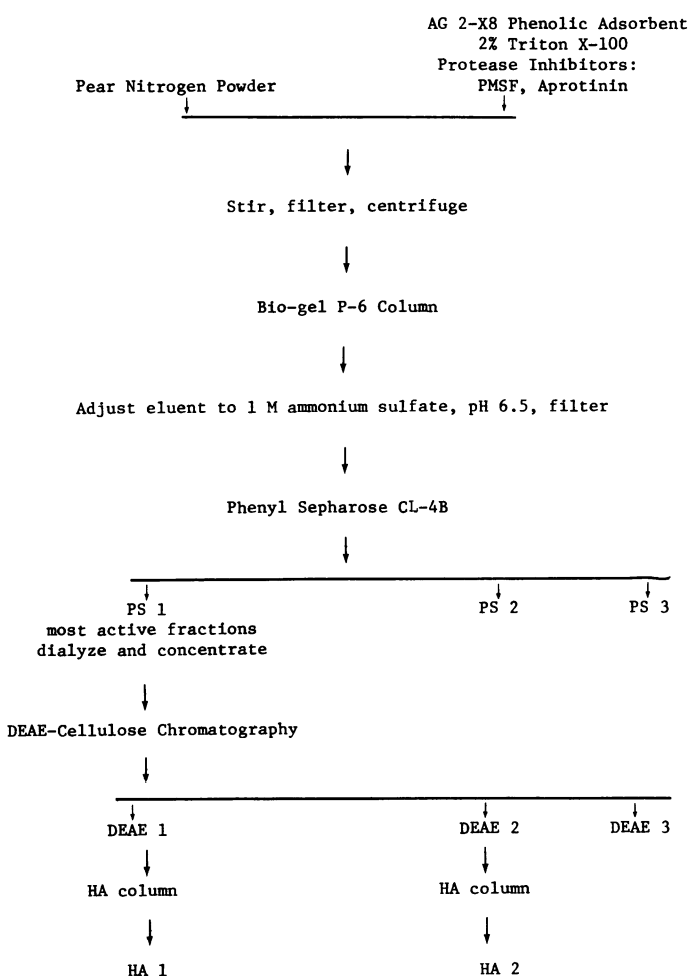 AG 2-X8 Phenolic Adsorbent
2% Triton X-100
Protease Inhibitors:
Pear Nitrogen Powder
PMSF, Aprotinin
Stir, filter, centrifuge
Bio-gel P-6 Column
Adjust eluent to 1 M ammonium sulfate, pH 6.5, filter
Phenyl Sepharose CL-4B
PS 1
PS 2
PS 3
most active fractions
dialyze and concentrate
DEAE-Cellulose Chromatography
DEAE 1
DEAE 2
DEAE 3
HA column
HA column
HA 1
HA 2